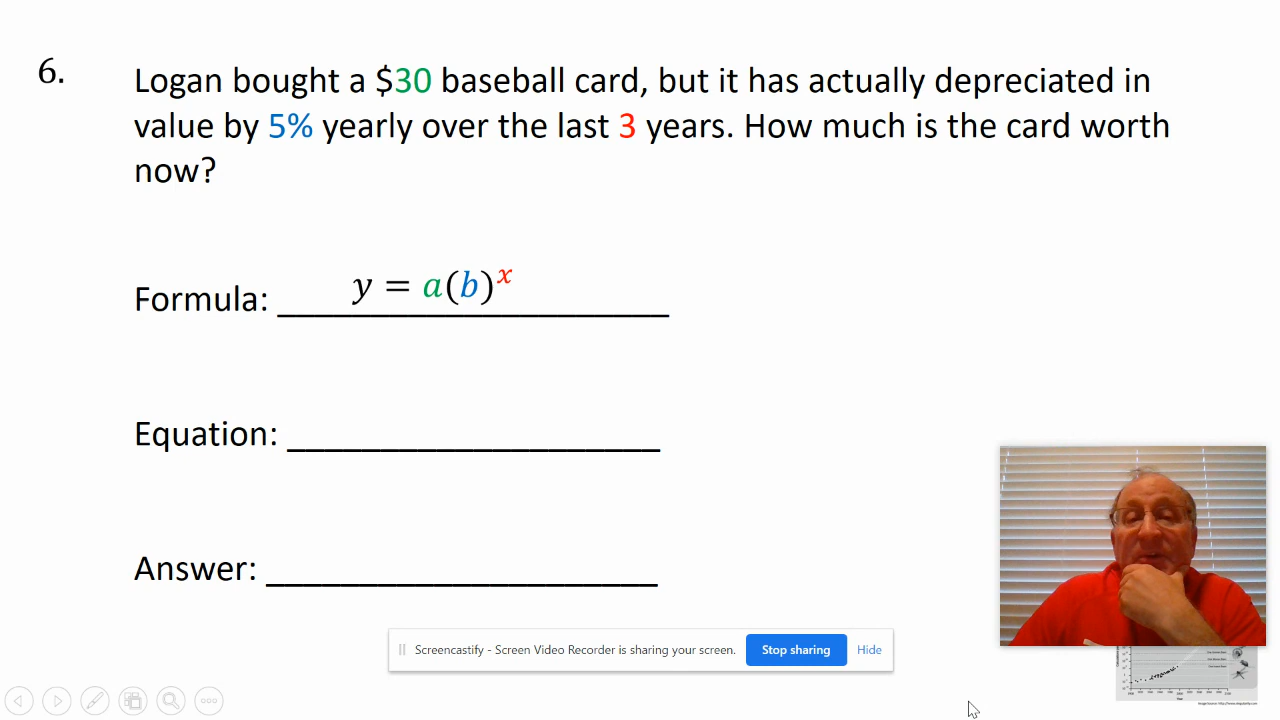 6.
Logan bought a $30 baseball card, but it has actually depreciated in
value by 5% yearly over the last 3 years. How much is the card worth
now?
Formula: y = a(b)^x
Equation: ____________________
Answer: _____________________
Screencastify - Screen Video Recorder is sharing your screen.
Stop sharing
Hide